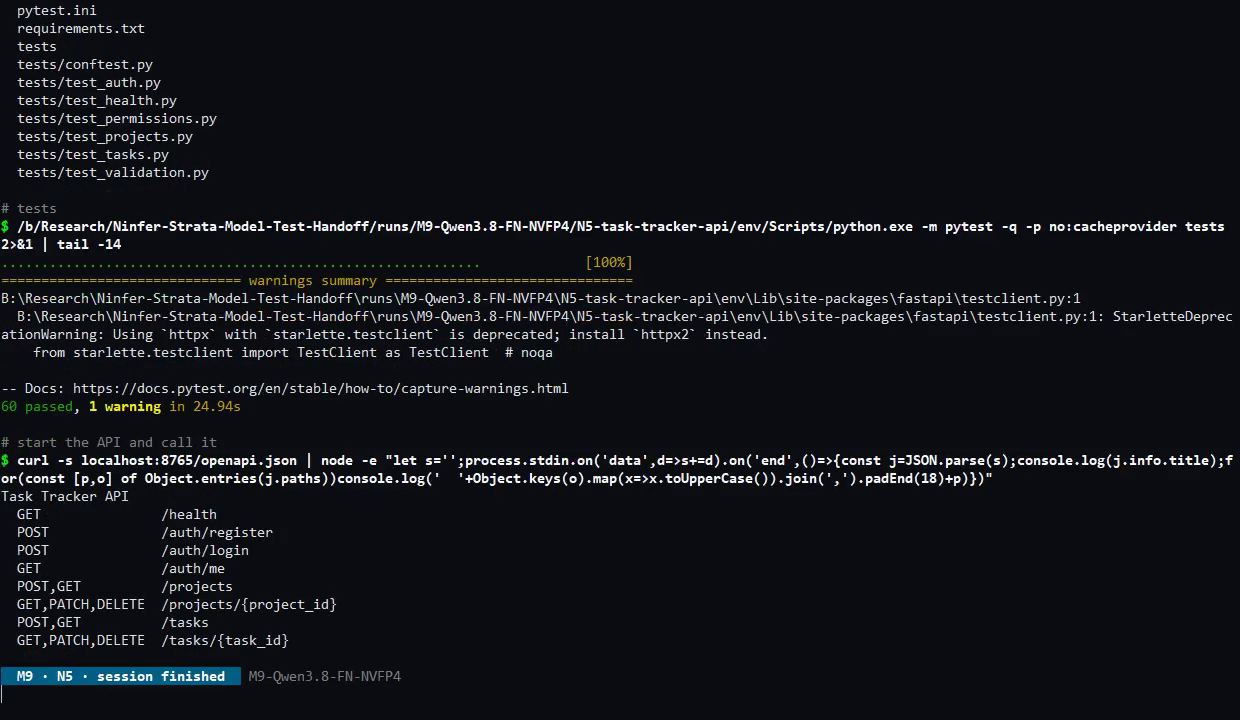 pytest.ini
requirements.txt
tests
tests/conftest.py
tests/test_auth.py
tests/test_health.py
tests/test_permissions.py
tests/test_projects.py
tests/test_tasks.py
tests/test_validation.py
# tests
$ /b/Research/Ninfer-Strata-Model-Test-Handoff/runs/M9-Qwen3.8-FN-NVFP4/N5-task-tracker-api/env/Scripts/python.exe -m pytest -q -p no:cacheprovider tests
2>&1 | tail -14
............................................................             [100%]
============================== warnings summary ===============================
B:\Research\Ninfer-Strata-Model-Test-Handoff\runs\M9-Qwen3.8-FN-NVFP4\N5-task-tracker-api\env\Lib\site-packages\fastapi\testclient.py:1
  B:\Research\Ninfer-Strata-Model-Test-Handoff\runs\M9-Qwen3.8-FN-NVFP4\N5-task-tracker-api\env\Lib\site-packages\fastapi\testclient.py:1: StarletteDeprec
ationWarning: Using `httpx` with `starlette.testclient` is deprecated; install `httpx2` instead.
    from starlette.testclient import TestClient as TestClient  # noqa
-- Docs: https://docs.pytest.org/en/stable/how-to/capture-warnings.html
60 passed, 1 warning in 24.94s
# start the API and call it
$ curl -s localhost:8765/openapi.json | node -e "let s='';process.stdin.on('data',d=>s+=d).on('end',()=>{const j=JSON.parse(s);console.log(j.info.title);f
or(const [p,o] of Object.entries(j.paths))console.log('  '+Object.keys(o).map(x=>x.toUpperCase()).join(',').padEnd(18)+p)})"
Task Tracker API
  GET               /health
  POST              /auth/register
  POST              /auth/login
  GET               /auth/me
  POST,GET          /projects
  GET,PATCH,DELETE  /projects/{project_id}
  POST,GET          /tasks
  GET,PATCH,DELETE  /tasks/{task_id}
M9 · N5 · session finished  M9-Qwen3.8-FN-NVFP4